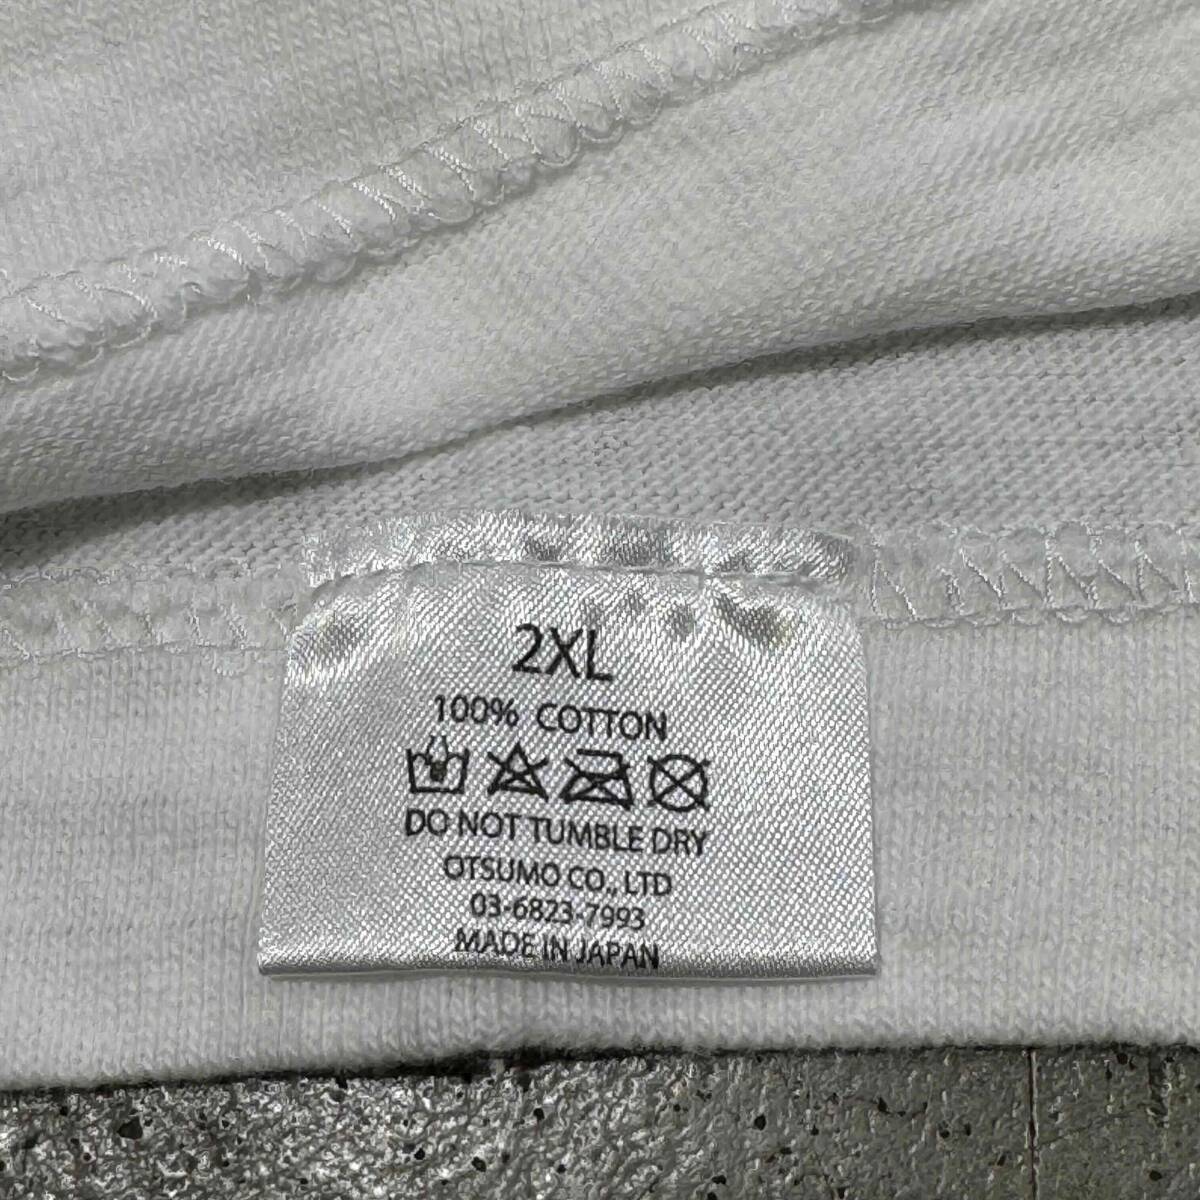 2XL
100% COTTON
DO NOT TUMBLE DRY
OTSUMO CO., LTD
03-6823-7993
MADE IN JAPAN